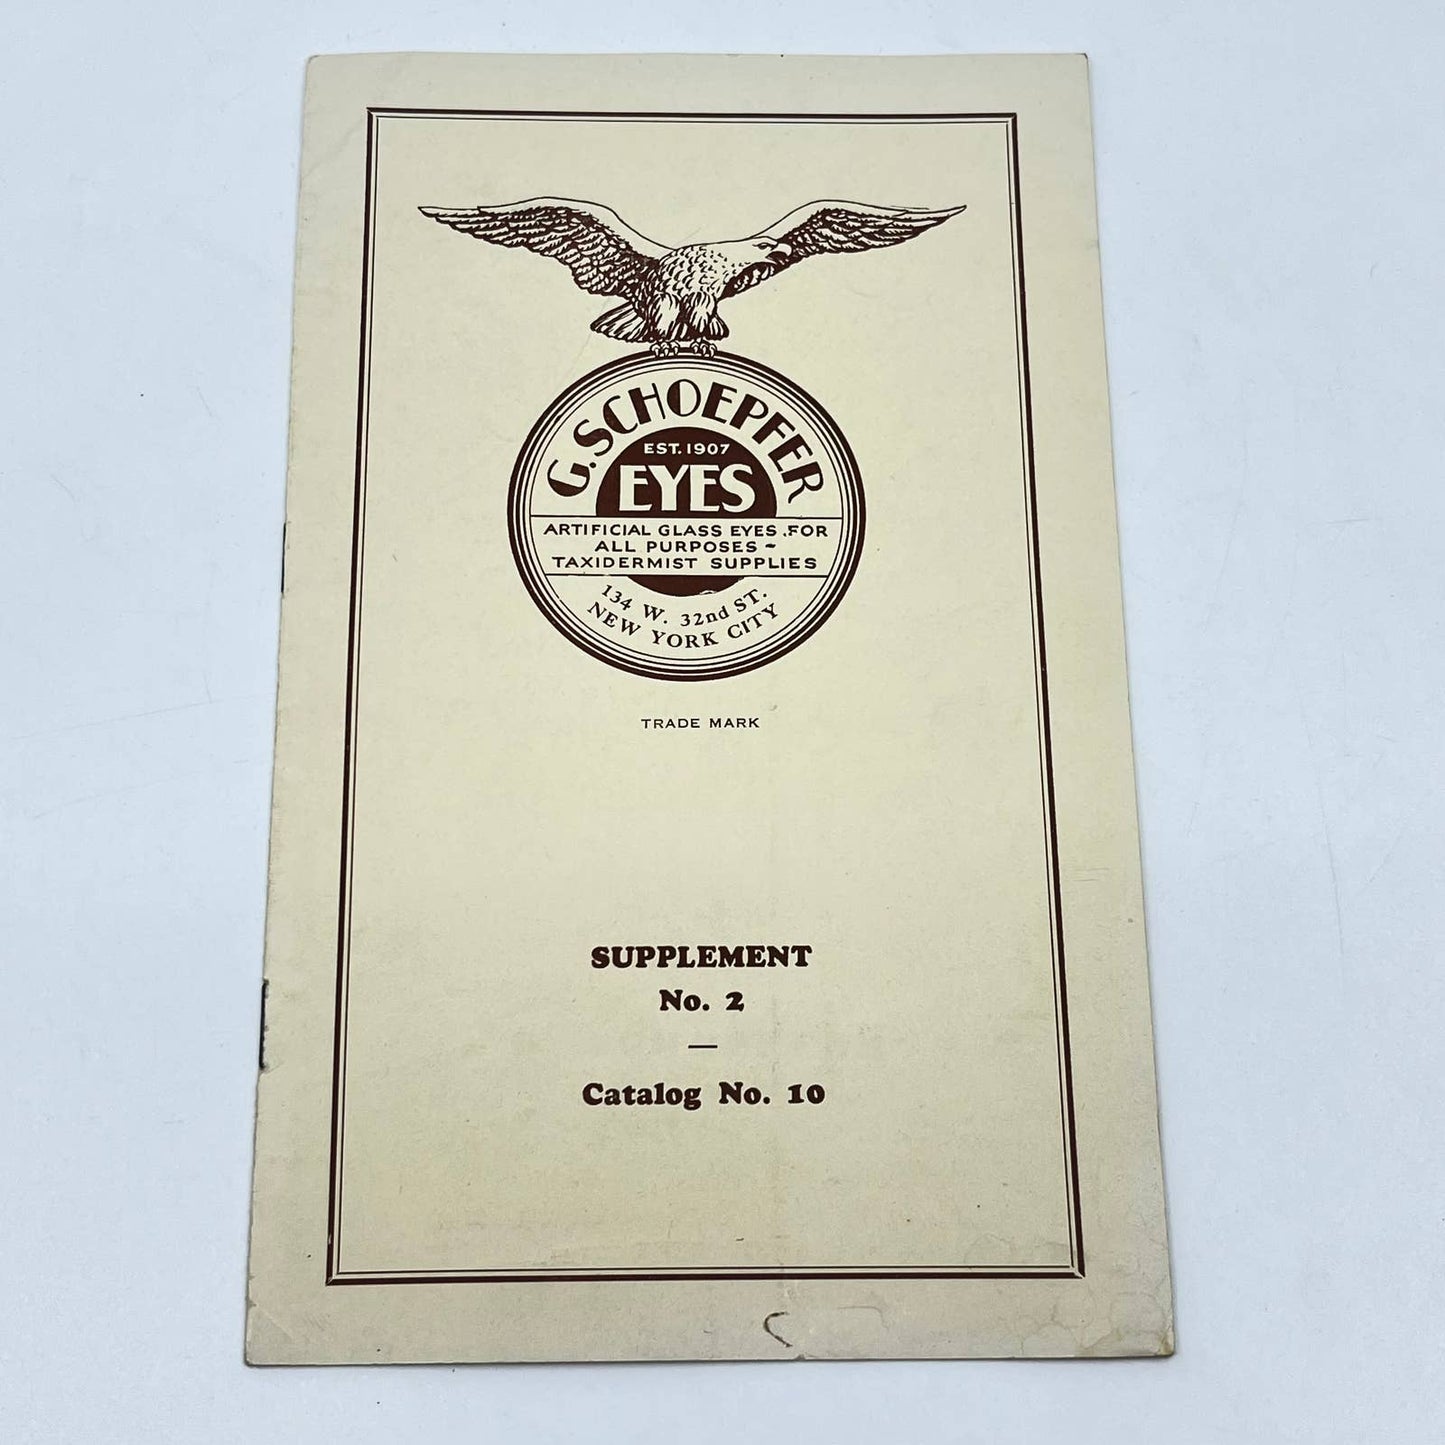 G. SCHOEPFER
EST. 1907
EYES
ARTIFICIAL GLASS EYES FOR
ALL PURPOSES ~
TAXIDERMIST SUPPLIES
134 W. 32nd ST.
NEW YORK CITY
TRADE MARK
SUPPLEMENT
No. 2
—
Catalog No. 10